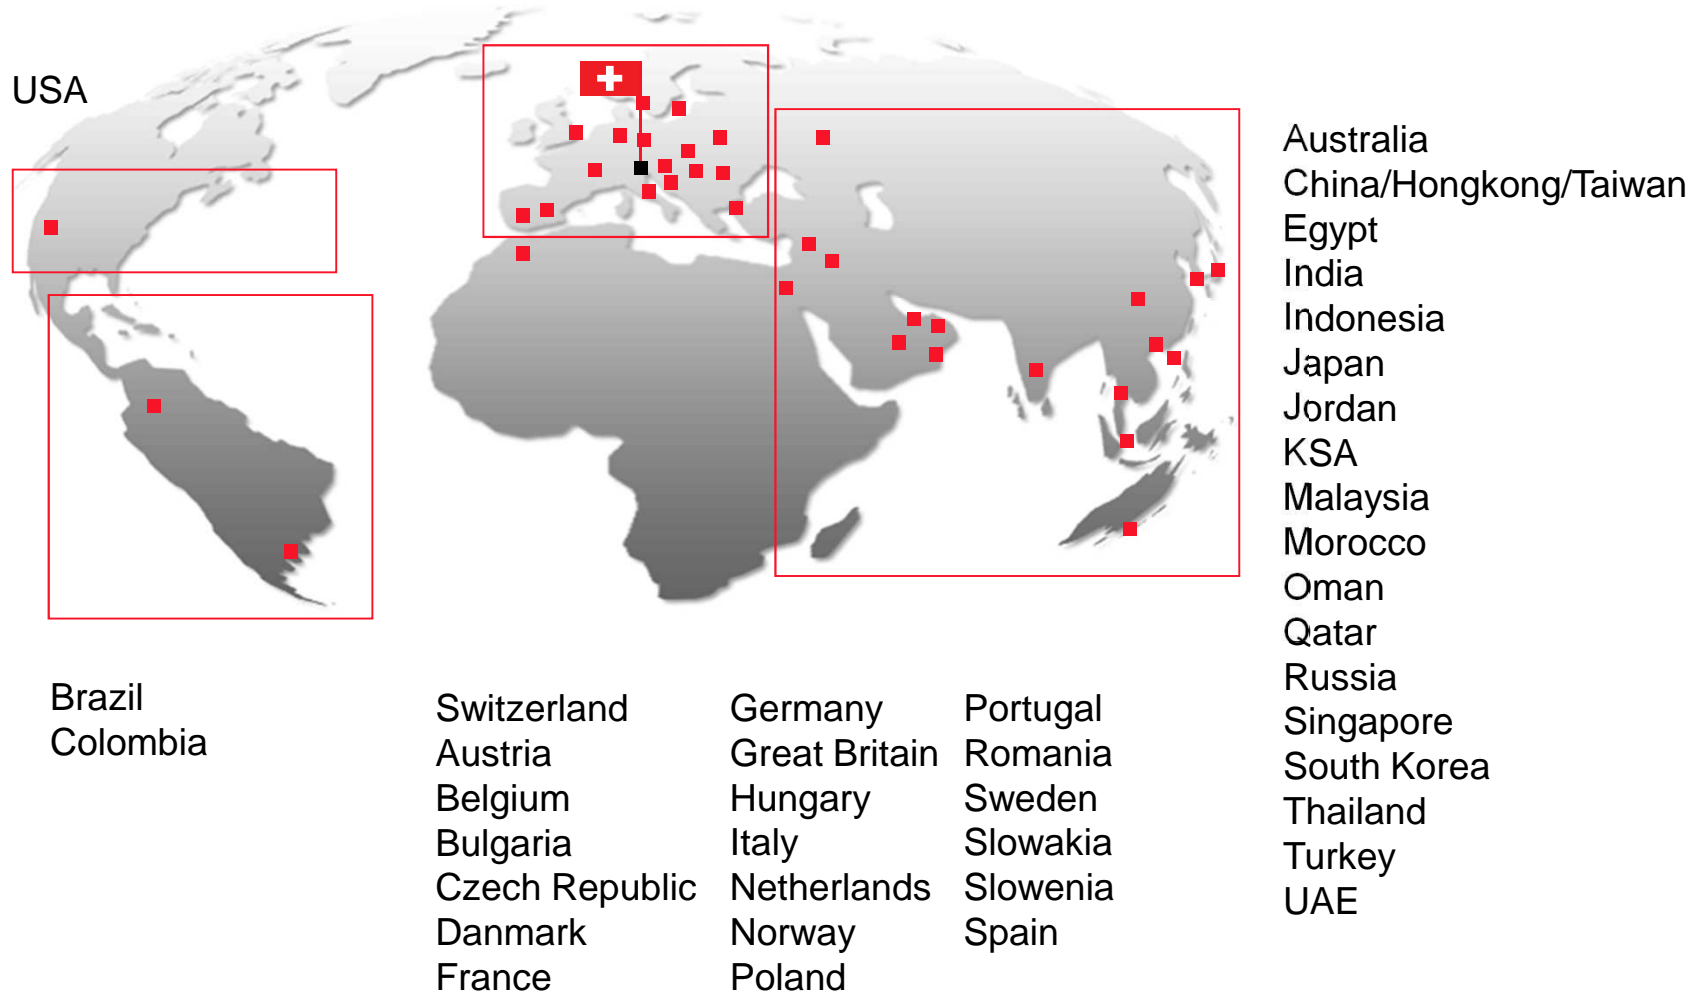 USA
Australia
China/Hongkong/Taiwan
Egypt
India
Indonesia
Japan
Jordan
KSA
Malaysia
Morocco
Oman
Qatar
Russia
Singapore
South Korea
Thailand
Turkey
UAE
Brazil
Colombia
Switzerland
Austria
Belgium
Bulgaria
Czech Republic
Danmark
France
Germany
Great Britain
Hungary
Italy
Netherlands
Norway
Poland
Portugal
Romania
Sweden
Slowakia
Slowenia
Spain